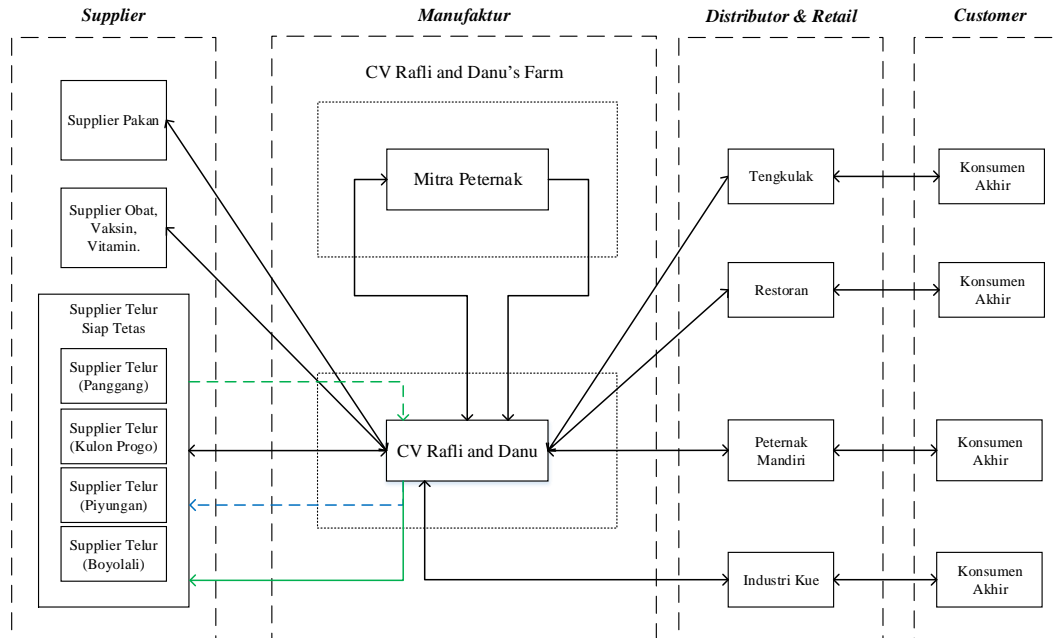 Supplier
Manufaktur
Distributor & Retail
Customer
CV Rafli and Danu's Farm
Supplier Pakan
Mitra Peternak
Tengkulak
Konsumen
Akhir
Supplier Obat,
Vaksin,
Vitamin.
Restoran
Konsumen
Akhir
Supplier Telur
Siap Tetas
Supplier Telur
(Panggang)
Supplier Telur
(Kulon Progo)
Supplier Telur
(Piyungan)
Supplier Telur
(Boyolali)
CV Rafli and Danu
Peternak
Mandiri
Konsumen
Akhir
Industri Kue
Konsumen
Akhir